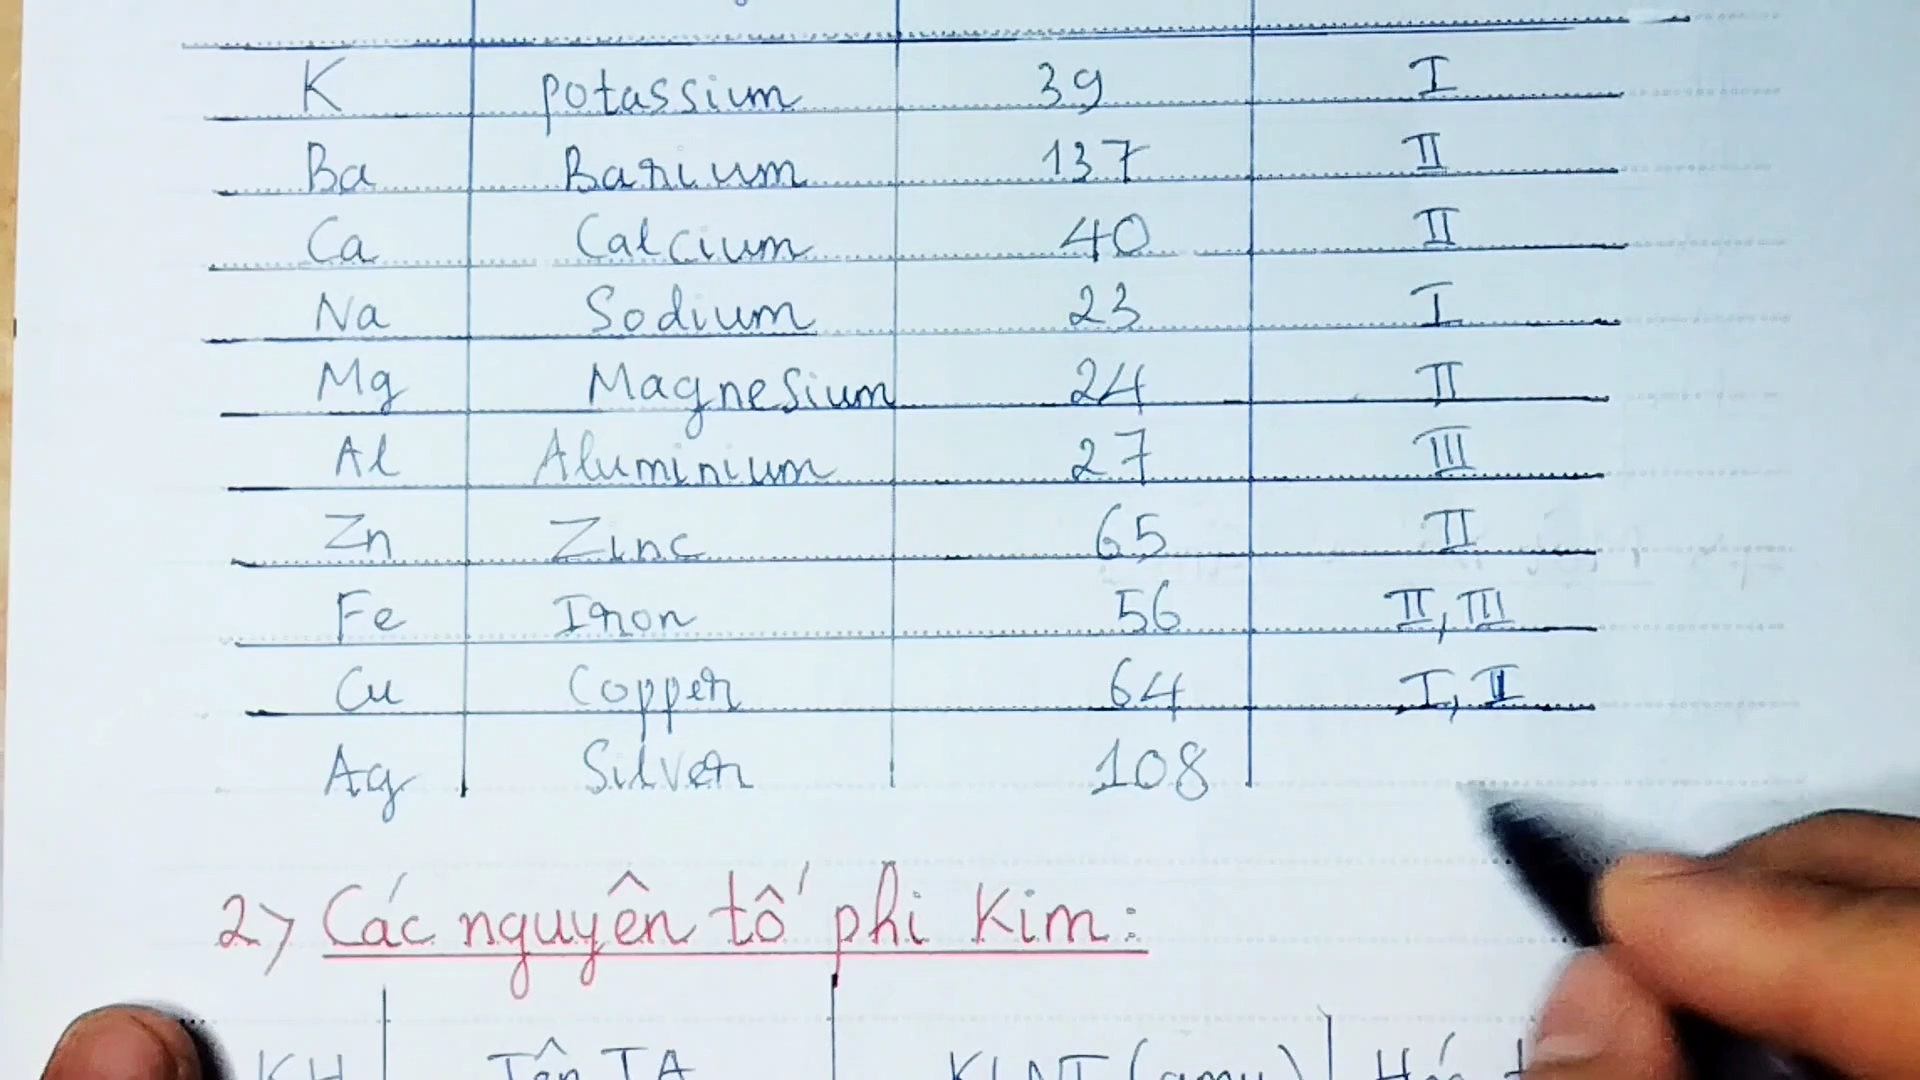 K potassium 39 I
Ba Barium 137 II
Ca Calcium 40 II
Na Sodium 23 I
Mg Magnesium 24 II
Al Aluminium 27 III
Zn Zinc 65 II
Fe Iron 56 II, III
Cu Copper 64 I, II
Ag Silver 108
2> Các nguyên tố phi Kim:
KH Tên TA KLNT (amu)